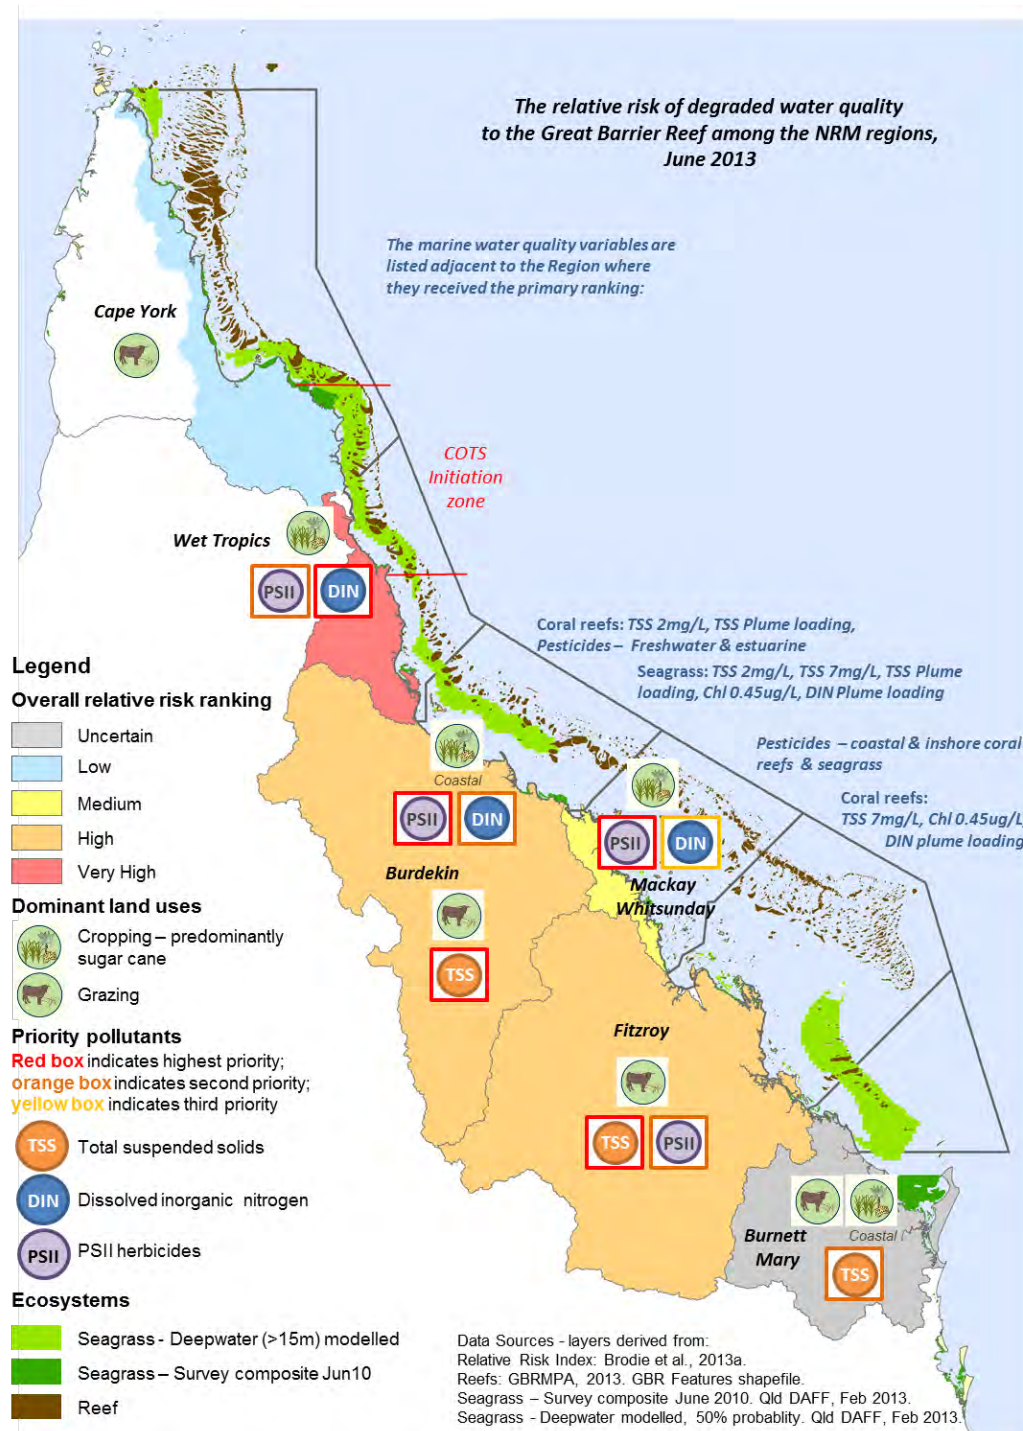 The relative risk of degraded water quality
to the Great Barrier Reef among the NRM regions,
June 2013
The marine water quality variables are
listed adjacent to the Region where
they received the primary ranking:
Cape York
COTS
Initiation
zone
Wet Tropics
PSII
DIN
Coral reefs: TSS 2mg/L, TSS Plume loading,
Pesticides – Freshwater & estuarine
Seagrass: TSS 2mg/L, TSS 7mg/L, TSS Plume
loading, Chl 0.45ug/L, DIN Plume loading
Pesticides – coastal & inshore coral
reefs & seagrass
Coral reefs:
TSS 7mg/L, Chl 0.45ug/L
DIN plume loading
Coastal
PSII
DIN
Burdekin
TSS
PSII
DIN
Mackay
Whitsunday
Fitzroy
TSS
PSII
Burnett
Mary
Coastal
TSS
Legend
Overall relative risk ranking
Uncertain
Low
Medium
High
Very High
Dominant land uses
Cropping – predominantly
sugar cane
Grazing
Priority pollutants
Red box indicates highest priority;
orange box indicates second priority;
yellow box indicates third priority
TSS Total suspended solids
DIN Dissolved inorganic nitrogen
PSII PSII herbicides
Ecosystems
Seagrass - Deepwater (>15m) modelled
Seagrass – Survey composite Jun10
Reef
Data Sources - layers derived from:
Relative Risk Index: Brodie et al., 2013a.
Reefs: GBRMPA, 2013. GBR Features shapefile.
Seagrass – Survey composite June 2010. Qld DAFF, Feb 2013.
Seagrass - Deepwater modelled, 50% probablity. Qld DAFF, Feb 2013.